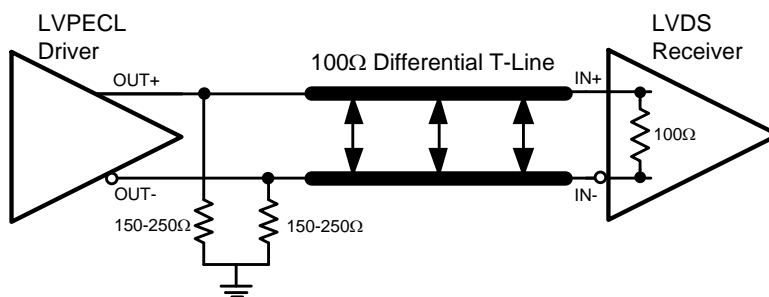 LVPECL
Driver
LVDS
Receiver
100Ω Differential T-Line
OUT+
IN+
100Ω
OUT-
IN-
150-250Ω
150-250Ω